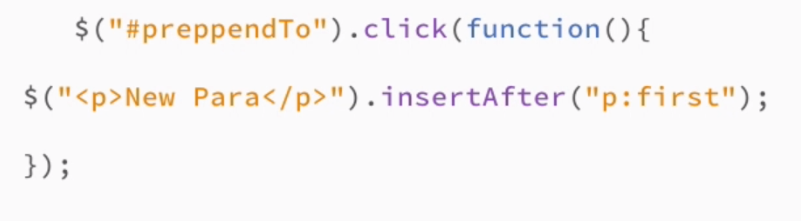 $("#preppendTo").click(function(){
$("<p>New Para</p>").insertAfter("p:first");
});